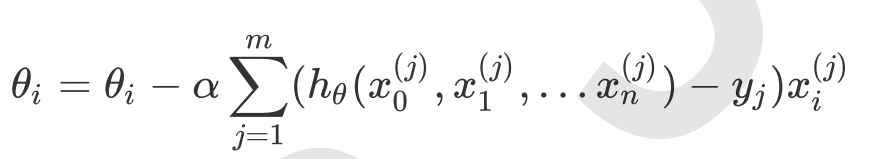 θ_i = θ_i − α ∑_{j=1}^{m} (h_θ(x_0^{(j)}, x_1^{(j)}, ... x_n^{(j)}) − y_j)x_i^{(j)}